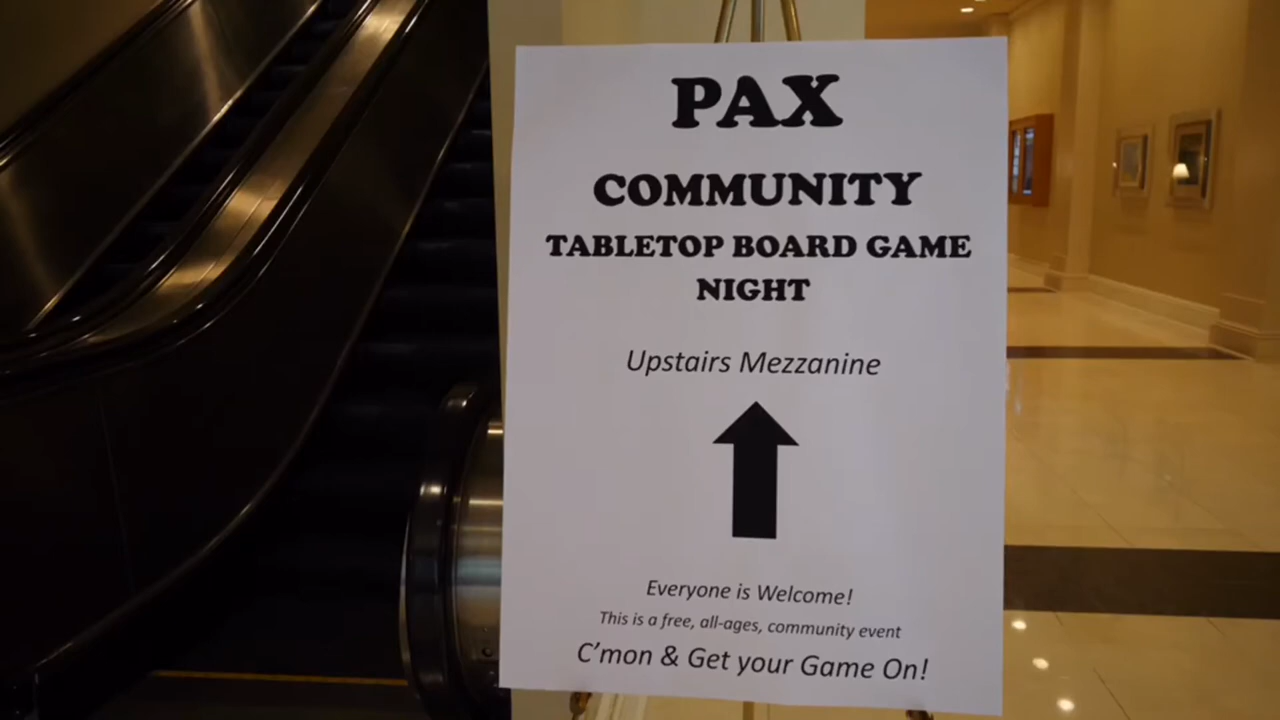 PAX
COMMUNITY
TABLETOP BOARD GAME
NIGHT
Upstairs Mezzanine
Everyone is Welcome!
This is a free, all-ages, community event
C'mon & Get your Game On!